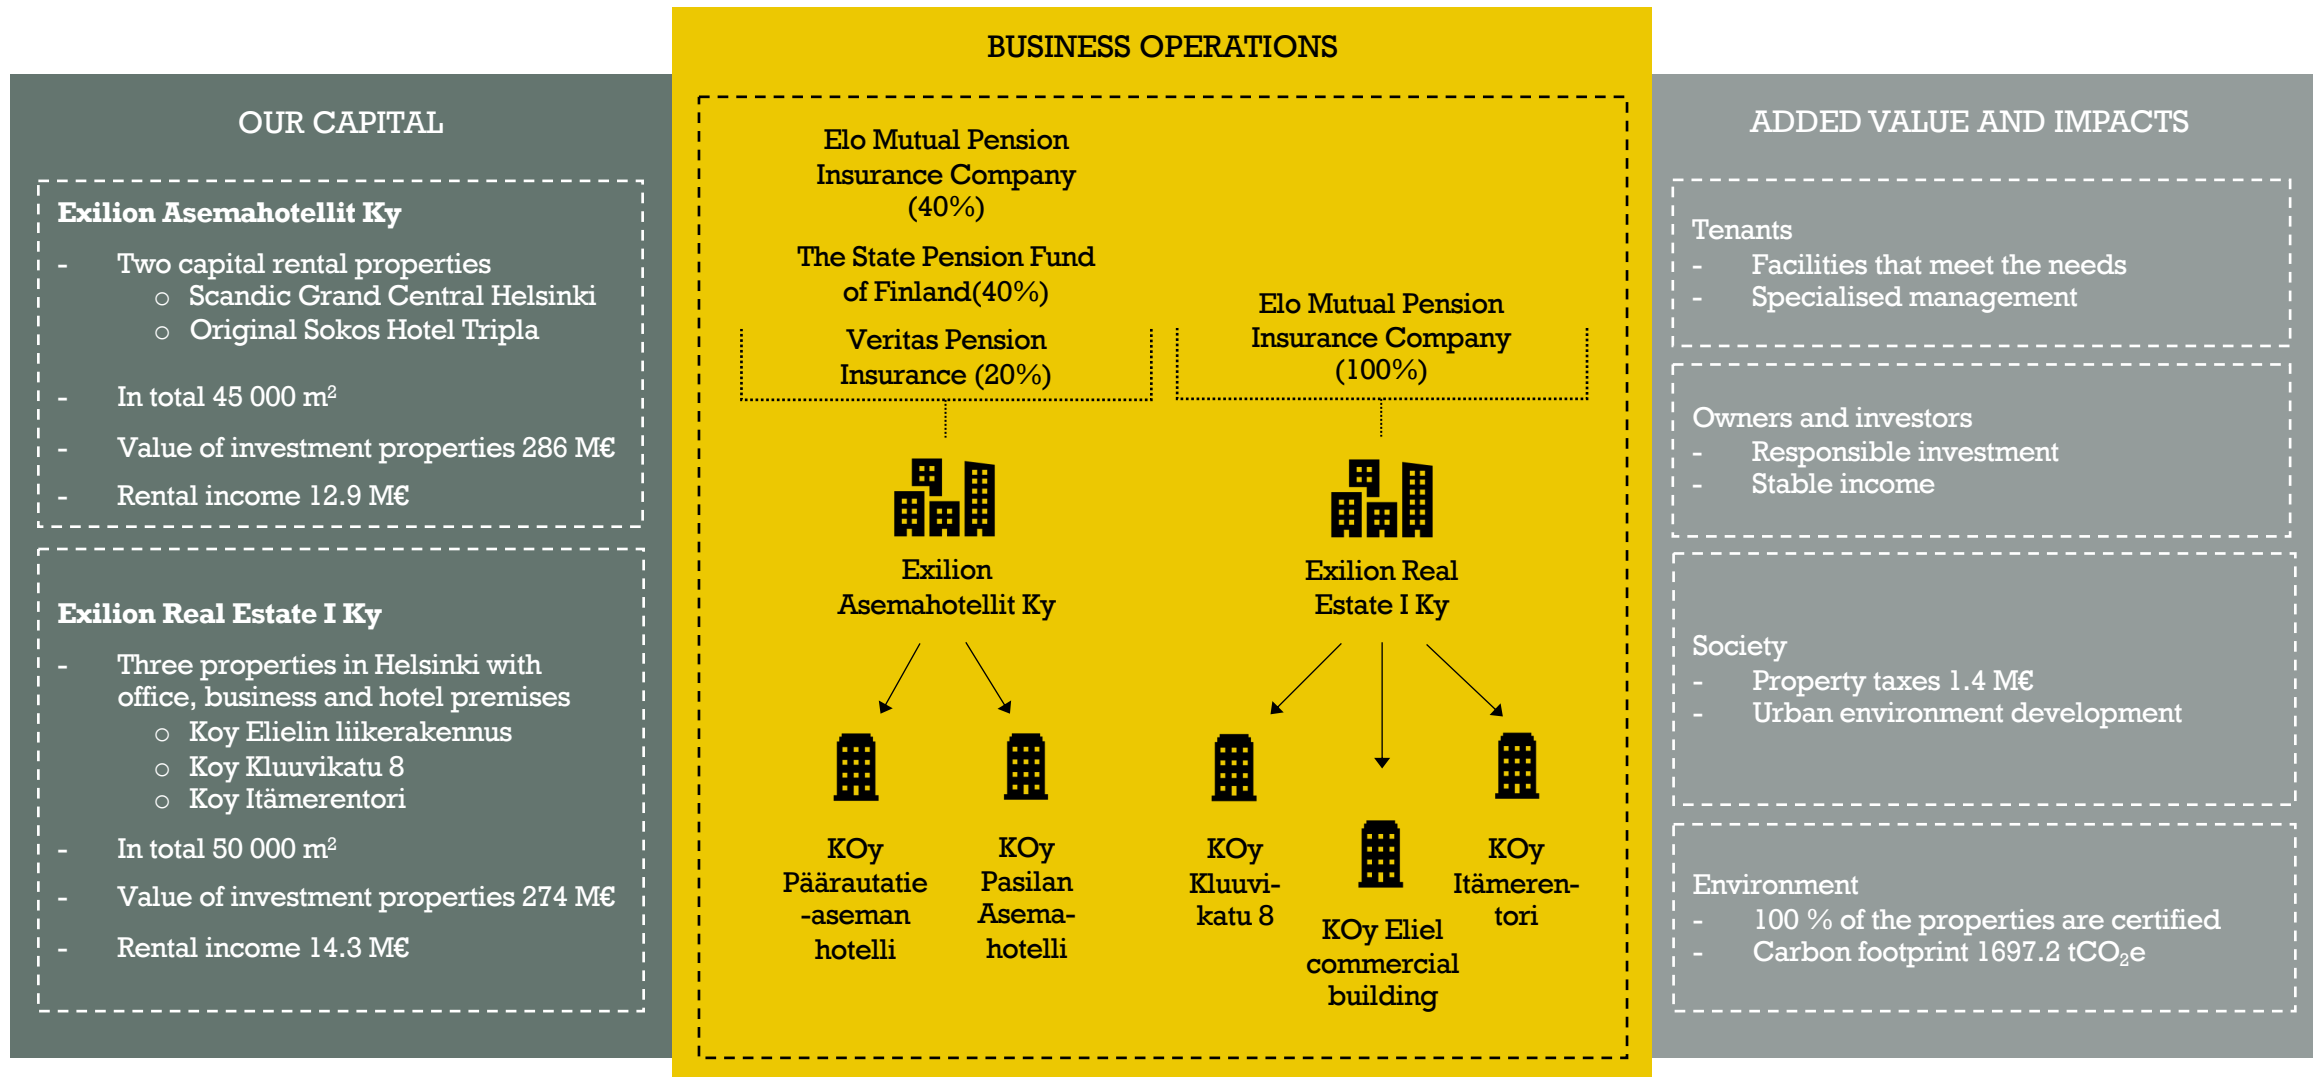 OUR CAPITAL
Exilion Asemahotellit Ky
- Two capital rental properties
o Scandic Grand Central Helsinki
o Original Sokos Hotel Tripla
- In total 45 000 m²
- Value of investment properties 286 M€
- Rental income 12.9 M€
Exilion Real Estate I Ky
- Three properties in Helsinki with
office, business and hotel premises
o Koy Elielin liikerakennus
o Koy Kluuvikatu 8
o Koy Itämerentori
- In total 50 000 m²
- Value of investment properties 274 M€
- Rental income 14.3 M€
BUSINESS OPERATIONS
Elo Mutual Pension
Insurance Company
(40%)
The State Pension Fund
of Finland(40%)
Veritas Pension
Insurance (20%)
Elo Mutual Pension
Insurance Company
(100%)
Exilion
Asemahotellit Ky
Exilion Real
Estate I Ky
KOy
Päärautatie
-aseman
hotelli
KOy
Pasilan
Asema-
hotelli
KOy
Kluuvi-
katu 8
KOy Eliel
commercial
building
KOy
Itämeren-
tori
ADDED VALUE AND IMPACTS
Tenants
- Facilities that meet the needs
- Specialised management
Owners and investors
- Responsible investment
- Stable income
Society
- Property taxes 1.4 M€
- Urban environment development
Environment
- 100 % of the properties are certified
- Carbon footprint 1697.2 tCO₂e